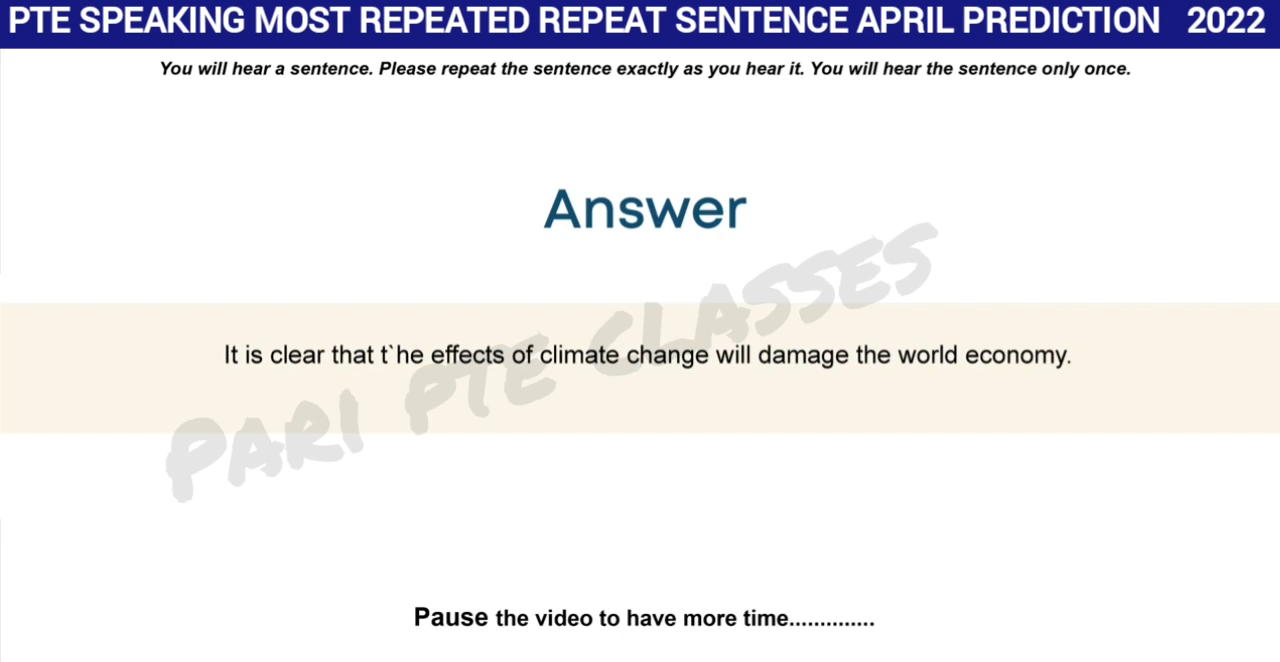 PTE SPEAKING MOST REPEATED REPEAT SENTENCE APRIL PREDICTION 2022
You will hear a sentence. Please repeat the sentence exactly as you hear it. You will hear the sentence only once.
Answer
It is clear that t`he effects of climate change will damage the world economy.
PARI PTE CLASSES
Pause the video to have more time..............